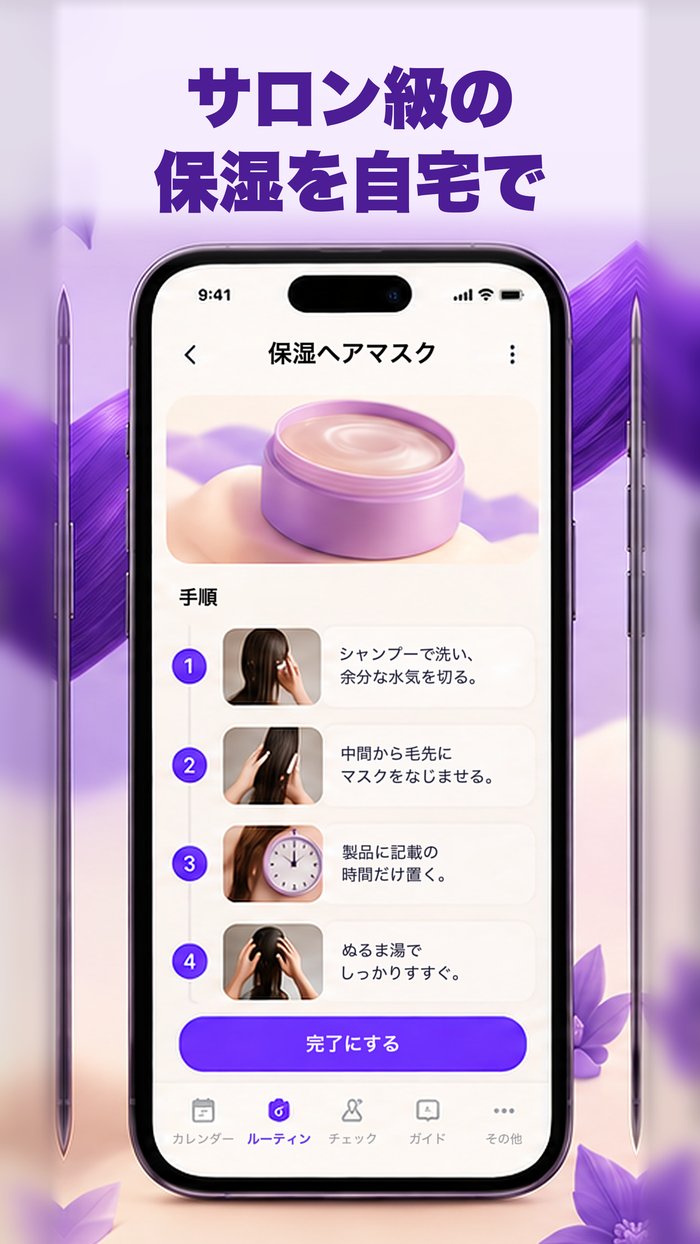 サロン級の
保湿を自宅で
9:41
保湿ヘアマスク
手順
1
シャンプーで洗い、
余分な水気を切る。
2
中間から毛先に
マスクをなじませる。
3
製品に記載の
時間だけ置く。
4
ぬるま湯で
しっかりすすぐ。
完了にする
カレンダー
ルーティン
チェック
ガイド
その他